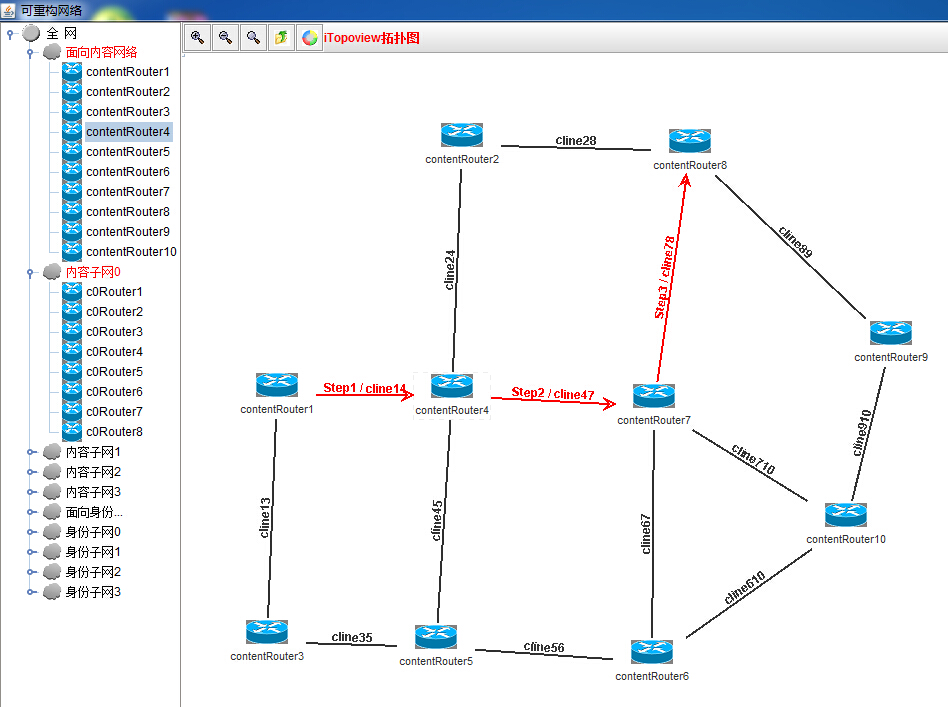 可重构网络
全 网
面向内容网络
contentRouter1
contentRouter2
contentRouter3
contentRouter4
contentRouter5
contentRouter6
contentRouter7
contentRouter8
contentRouter9
contentRouter10
内容子网0
c0Router1
c0Router2
c0Router3
c0Router4
c0Router5
c0Router6
c0Router7
c0Router8
内容子网1
内容子网2
内容子网3
面向身份...
身份子网0
身份子网1
身份子网2
身份子网3
iTopoview拓扑图
contentRouter2
cline28
contentRouter8
cline24
Step3 / cline78
cline89
contentRouter9
contentRouter1
Step1 / cline14
contentRouter4
Step2 / cline47
contentRouter7
cline710
cline910
cline13
cline45
cline67
contentRouter10
cline610
contentRouter3
cline35
contentRouter5
cline56
contentRouter6